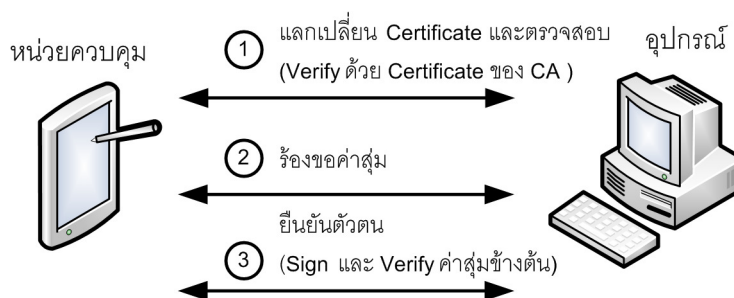 หน่วยควบคุม
1
แลกเปลี่ยน Certificate และตรวจสอบ
(Verify ด้วย Certificate ของ CA )
อุปกรณ์
2
ร้องขอค่าสุ่ม
3
ยืนยันตัวตน
(Sign และ Verify ค่าสุ่มข้างต้น)